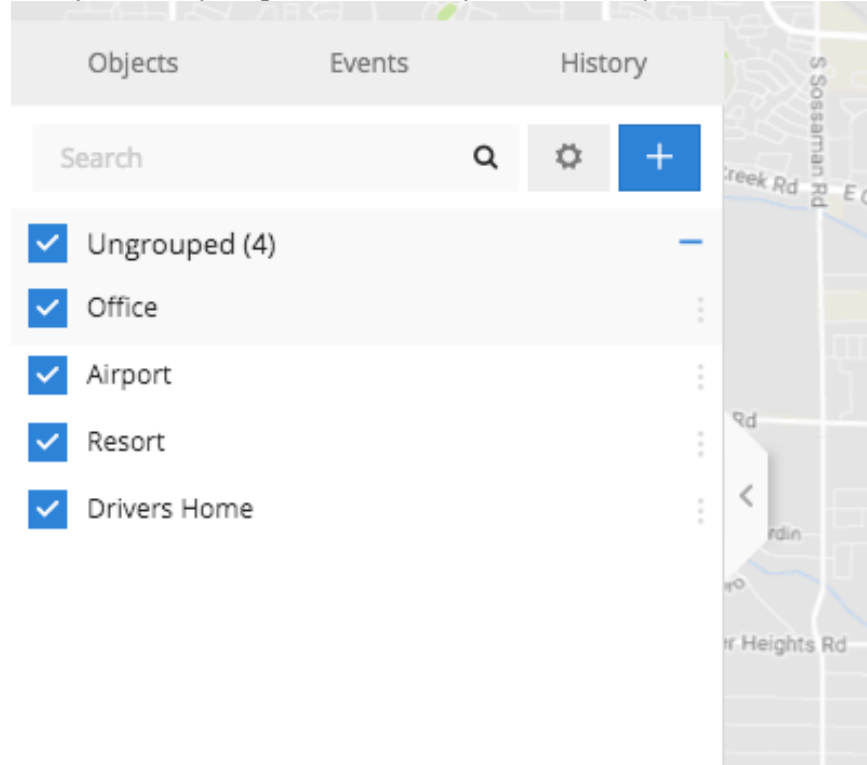 Objects Events History
Search
Ungrouped (4)
Office
Airport
Resort
Drivers Home
S Sossaman Rd
Creek Rd
Rd
Heights Rd